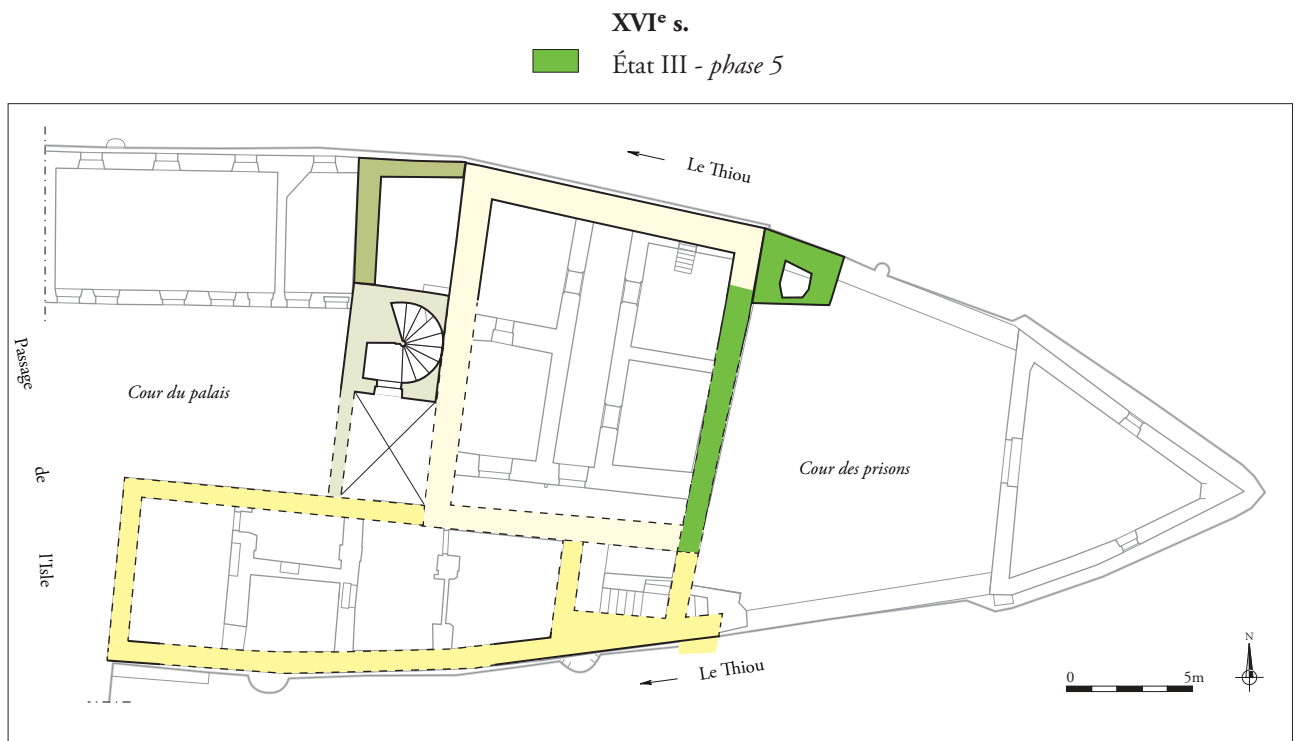 XVIᵉ s.
État III - phase 5
Le Thiou
Passage
de
l'Isle
Cour du palais
Cour des prisons
Le Thiou
0 5m
N